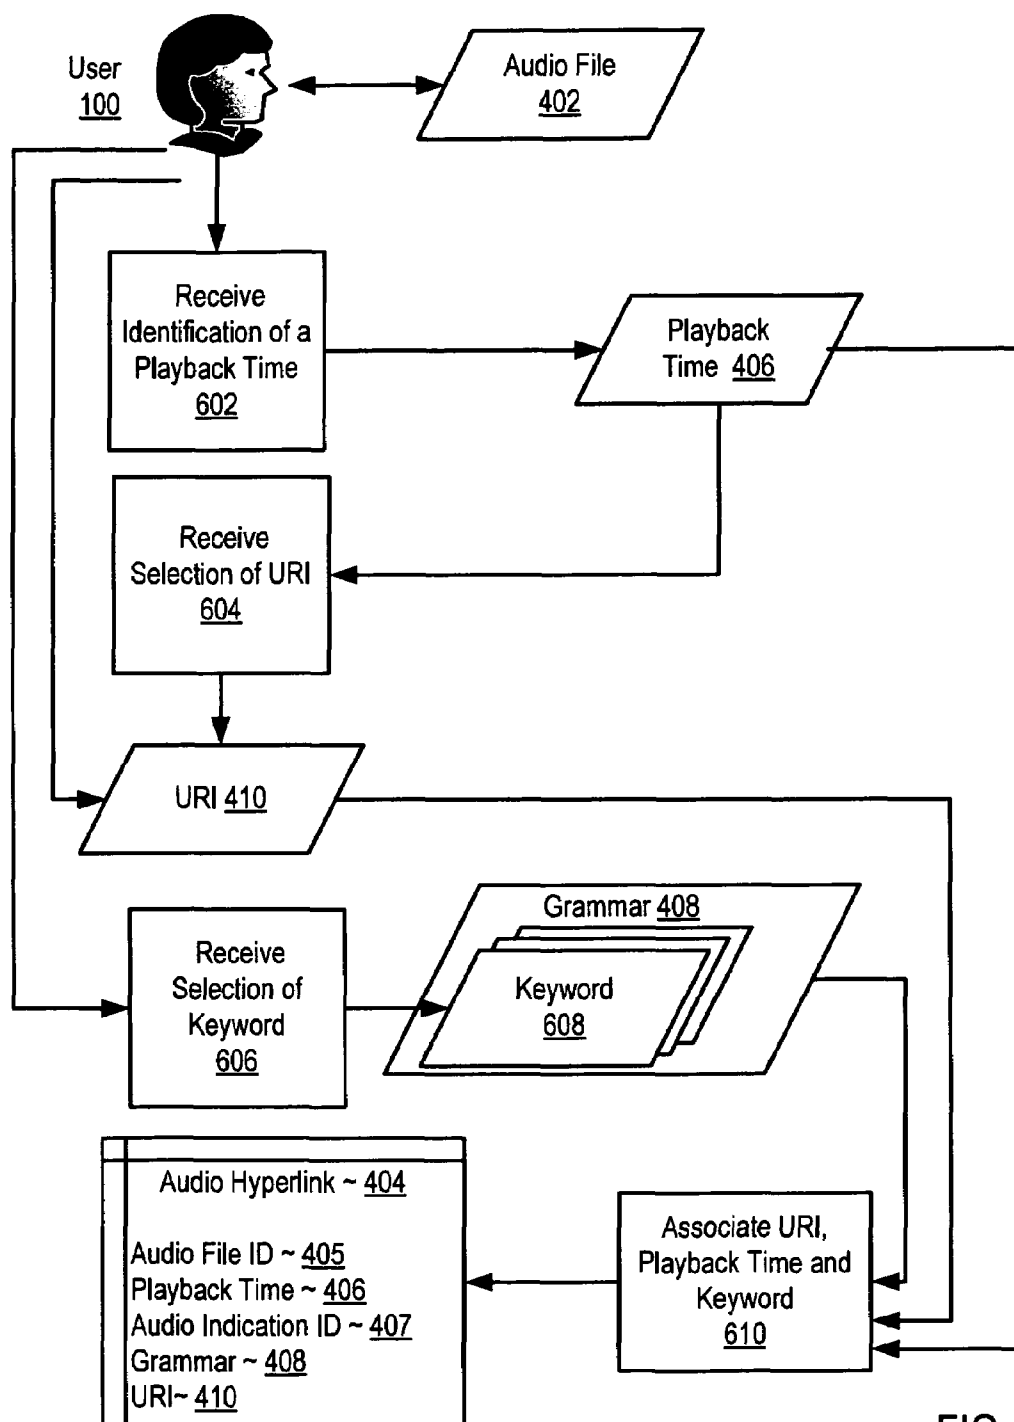 User
100
Audio File
402
Receive
Identification of a
Playback Time
602
Playback
Time 406
Receive
Selection of URI
604
URI 410
Grammar 408
Receive
Selection of
Keyword
606
Keyword
608
Audio Hyperlink ~ 404
Audio File ID ~ 405
Playback Time ~ 406
Audio Indication ID ~ 407
Grammar ~ 408
URI~ 410
Associate URI,
Playback Time and
Keyword
610